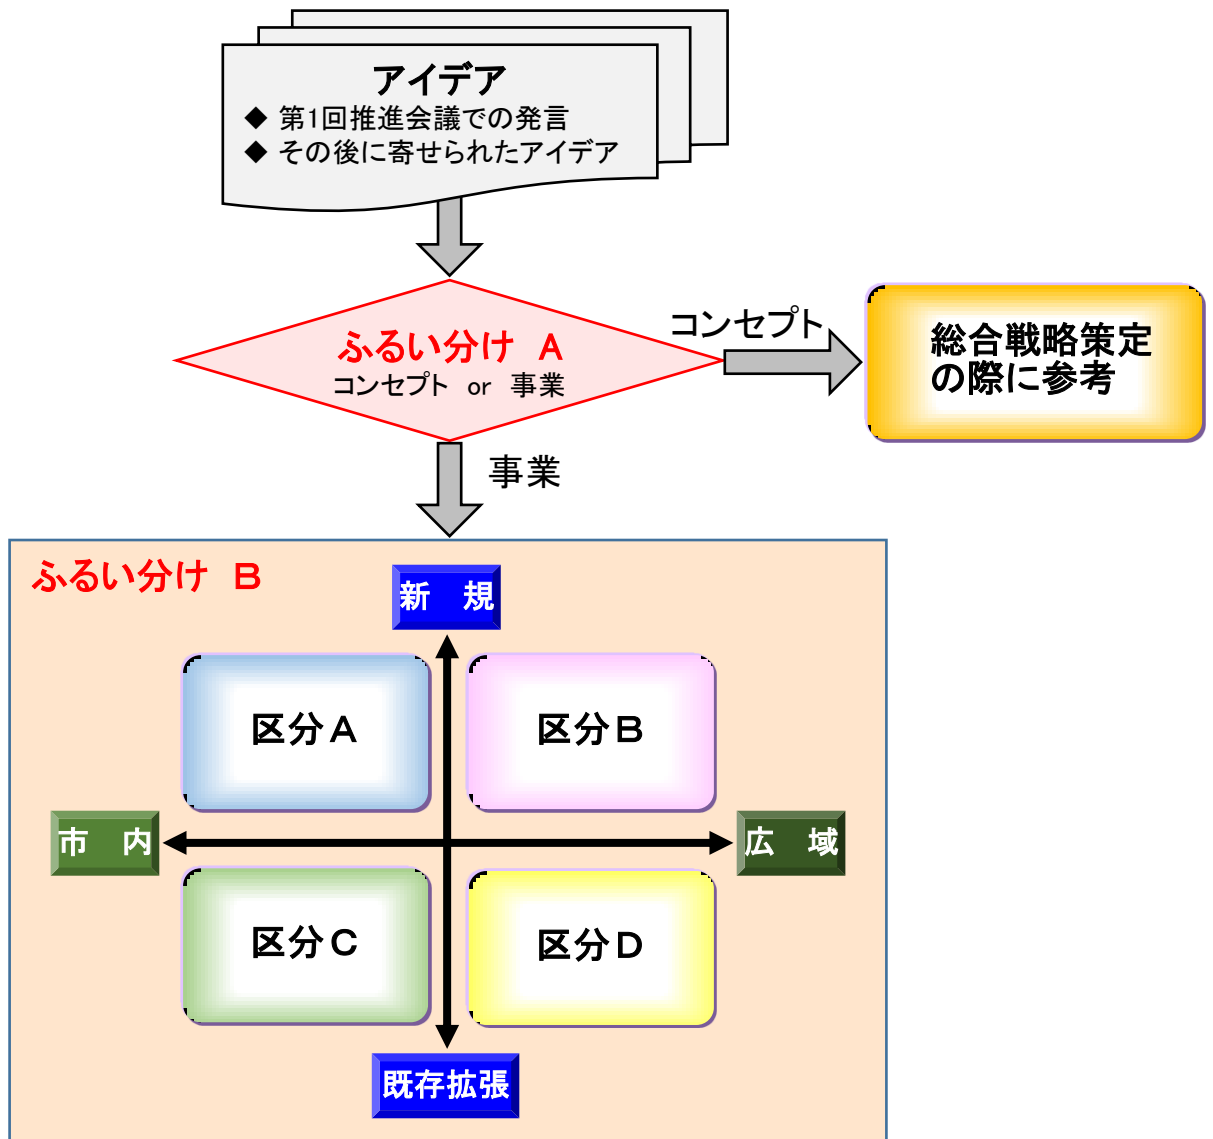 アイデア
◆ 第1回推進会議での発言
◆ その後に寄せられたアイデア
ふるい分け A
コンセプト or 事業
コンセプト
総合戦略策定
の際に参考
事業
ふるい分け B
新 規
区分A
区分B
市 内
広 域
区分C
区分D
既存拡張